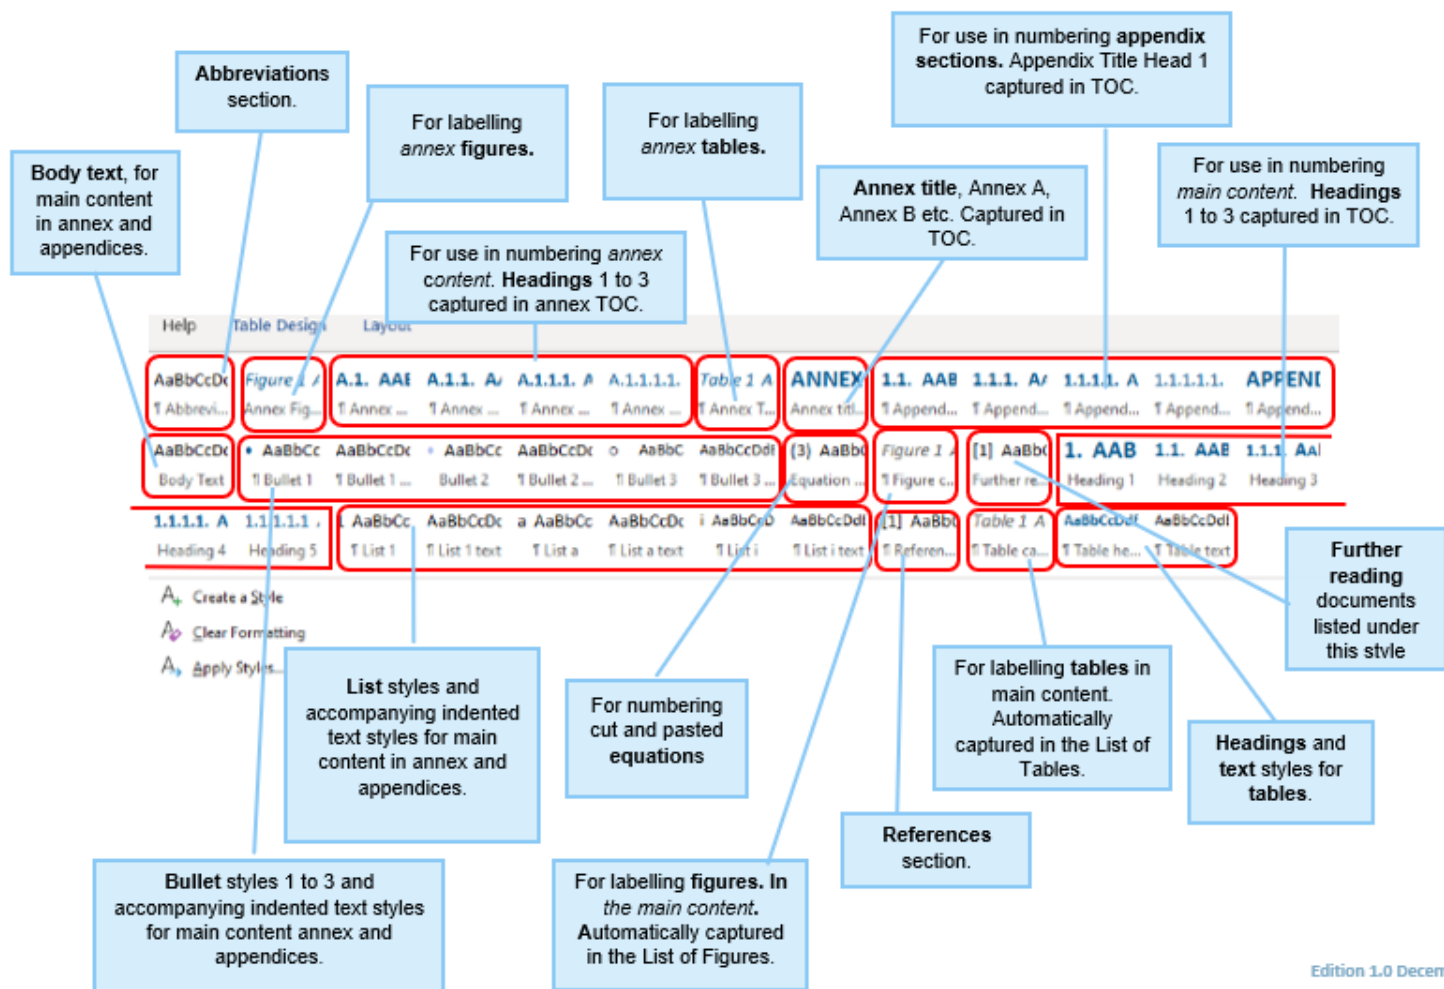 For use in numbering appendix
sections. Appendix Title Head 1
captured in TOC.
Abbreviations
section.
For labelling
annex figures.
For labelling
annex tables.
Body text, for
main content
in annex and
appendices.
Annex title, Annex A,
Annex B etc. Captured in
TOC.
For use in numbering
main content. Headings
1 to 3 captured in TOC.
For use in numbering annex
content. Headings 1 to 3
captured in annex TOC.
Help Table Design Layout
AaBbCcDc Figure 1 A A.1. AAE A.1.1. A A.1.1.1. A A.1.1.1.1. Table 1 A ANNEX 1.1. AAB 1.1.1. A 1.1.1.1. A 1.1.1.1.1. APPEND
¶ Abbrevi... Annex Fig... ¶ Annex ... ¶ Annex ... ¶ Annex ... ¶ Annex ... ¶ Annex T... Annex titl... ¶ Append... ¶ Append... ¶ Append... ¶ Append... ¶ Append...
AaBbCcDc • AaBbCc AaBbCcDc ◦ AaBbCc AaBbCcDc o AaBbC AaBbCcDdE (3) AaBbC Figure 1 A [1] AaBbC 1. AAB 1.1. AAB 1.1.1. AA
Body Text ¶ Bullet 1 ¶ Bullet 1 ... Bullet 2 ¶ Bullet 2 ... ¶ Bullet 3 ¶ Bullet 3 ... Equation ... ¶ Figure c... Further re... Heading 1 Heading 2 Heading 3
1.1.1.1. A 1.1.1.1.1 AaBbCc AaBbCcDc a AaBbCc AaBbCcDc i AaBbCcD AaBbCcDdE [1] AaBbC Table 1 A AaBbCcDdE AaBbCcDdE
Heading 4 Heading 5 ¶ List 1 ¶ List 1 text ¶ List a ¶ List a text ¶ List i ¶ List i text ¶ Referen... ¶ Table ca... ¶ Table he... ¶ Table text
Create a Style
Clear Formatting
Apply Styles...
Further
reading
documents
listed under
this style
List styles and
accompanying indented
text styles for main
content in annex and
appendices.
For numbering
cut and pasted
equations
For labelling tables in
main content.
Automatically
captured in the List of
Tables.
Headings and
text styles for
tables.
References
section.
Bullet styles 1 to 3 and
accompanying indented text styles
for main content annex and
appendices.
For labelling figures. In
the main content.
Automatically captured
in the List of Figures.
Edition 1.0 Decem